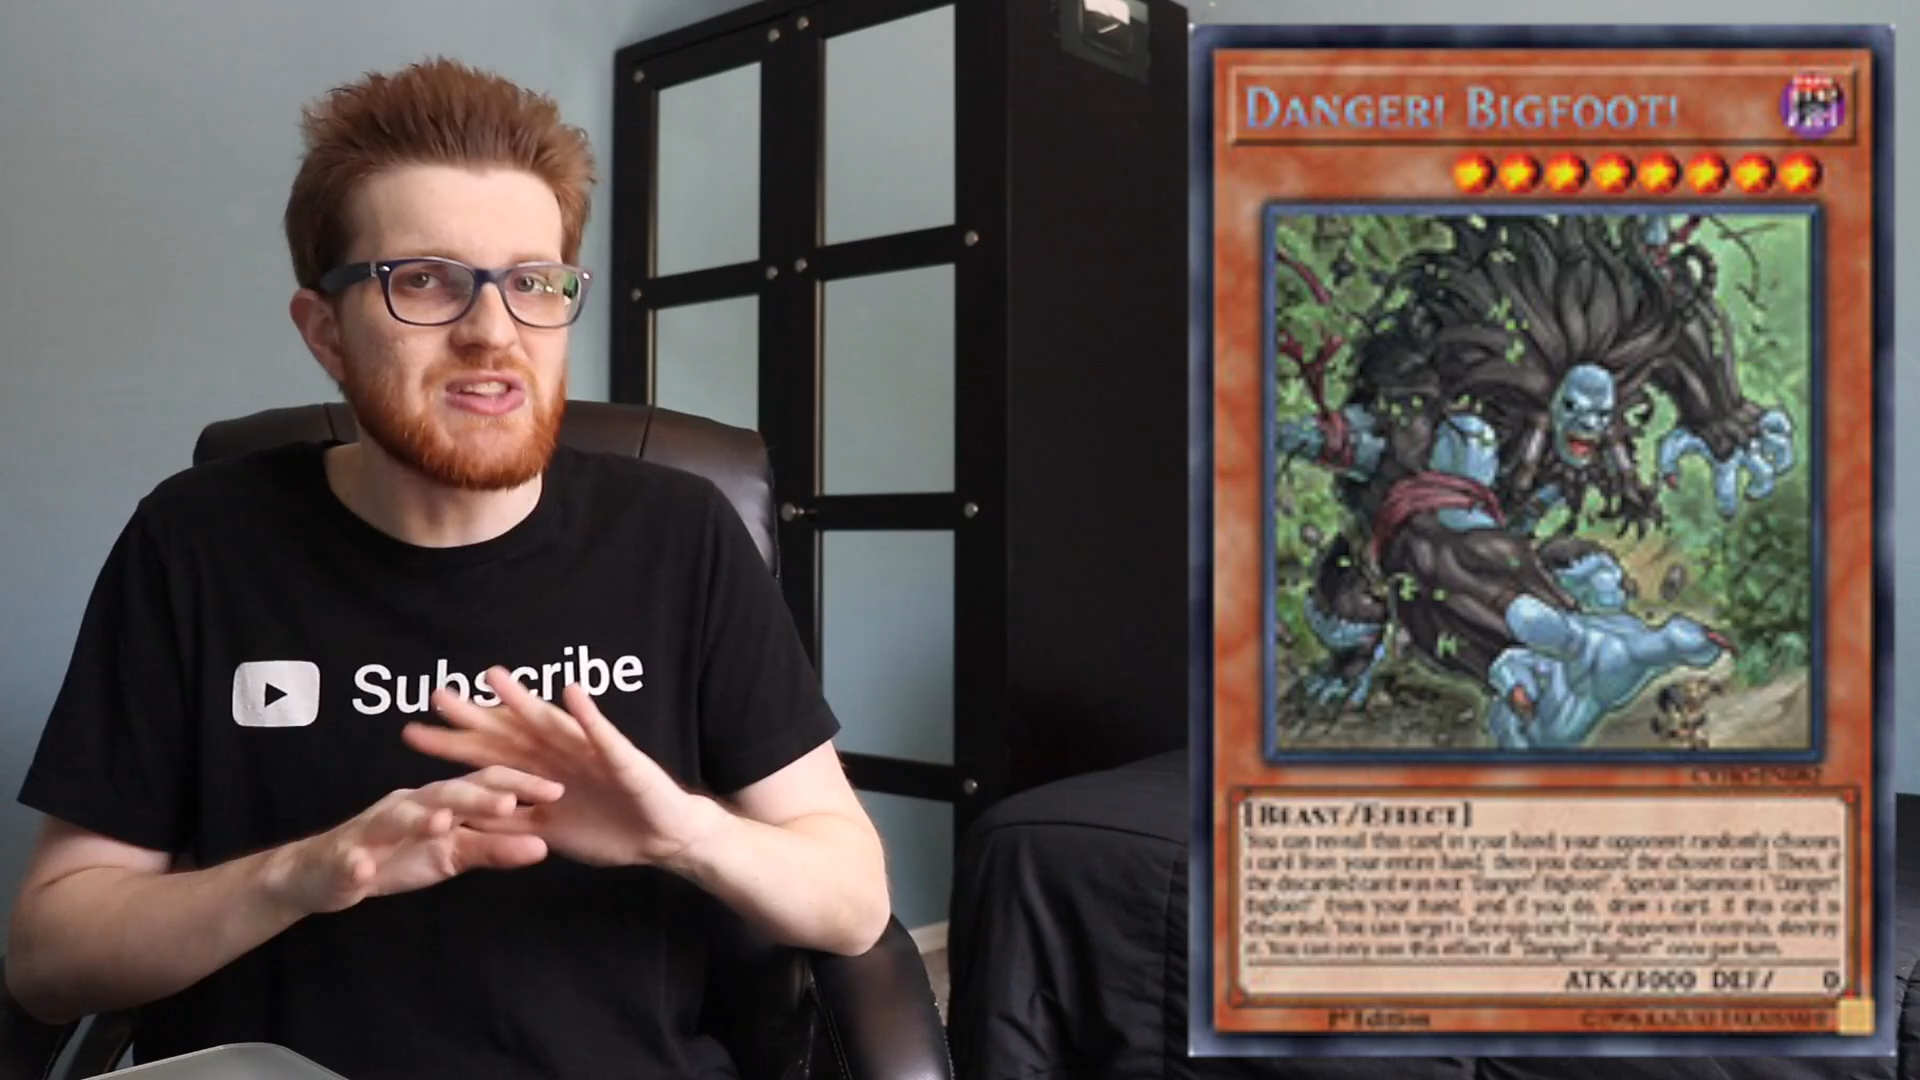 Subscribe
DANGER! BIGFOOT!
[BEAST/EFFECT]
You can reveal this card in your hand; your opponent randomly chooses
1 card from your entire hand, then you discard the chosen card. Then, if
the discarded card was not "Danger! Bigfoot!", Special Summon 1 "Danger!
Bigfoot!" from your hand, and if you do, draw 1 card. If this card is
discarded: You can target 1 face-up card your opponent controls; destroy
it. You can only use this effect of "Danger! Bigfoot!" once per turn.
ATK/3000 DEF/ 0
1st Edition